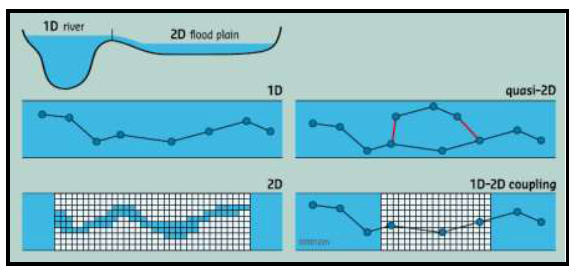 1D river
2D flood plain
1D
quasi-2D
2D
1D-2D coupling